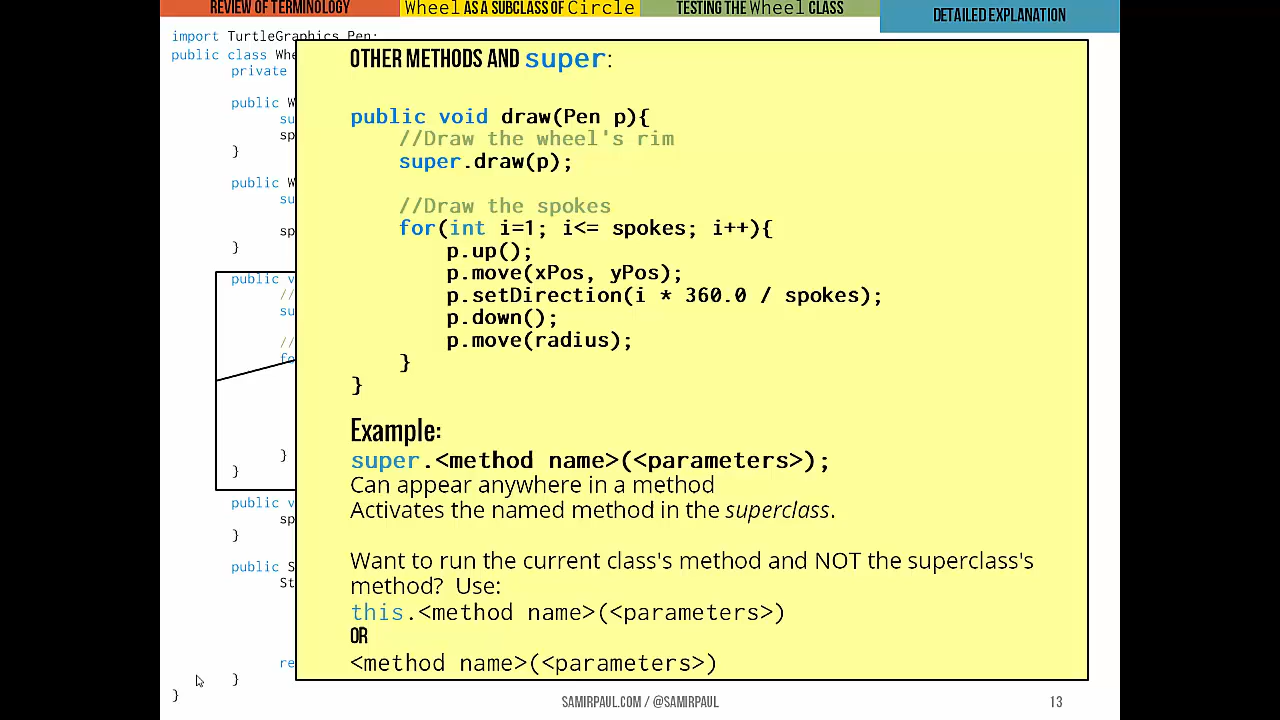 REVIEW OF TERMINOLOGY
Wheel AS A SUBCLASS OF Circle
TESTING THE Wheel CLASS
DETAILED EXPLANATION
import TurtleGraphics.Pen;
public class Whe
private
public W
su
sp
}
public W
su
sp
}
public v
//
su
//
fo
}
}
public v
sp
}
public S
St
re
}
}
OTHER METHODS AND super:
public void draw(Pen p){
//Draw the wheel's rim
super.draw(p);
//Draw the spokes
for(int i=1; i<= spokes; i++){
p.up();
p.move(xPos, yPos);
p.setDirection(i * 360.0 / spokes);
p.down();
p.move(radius);
}
}
Example:
super.<method name>(<parameters>);
Can appear anywhere in a method
Activates the named method in the superclass.
Want to run the current class's method and NOT the superclass's
method? Use:
this.<method name>(<parameters>)
OR
<method name>(<parameters>)
SAMIRPAUL.COM / @SAMIRPAUL
13